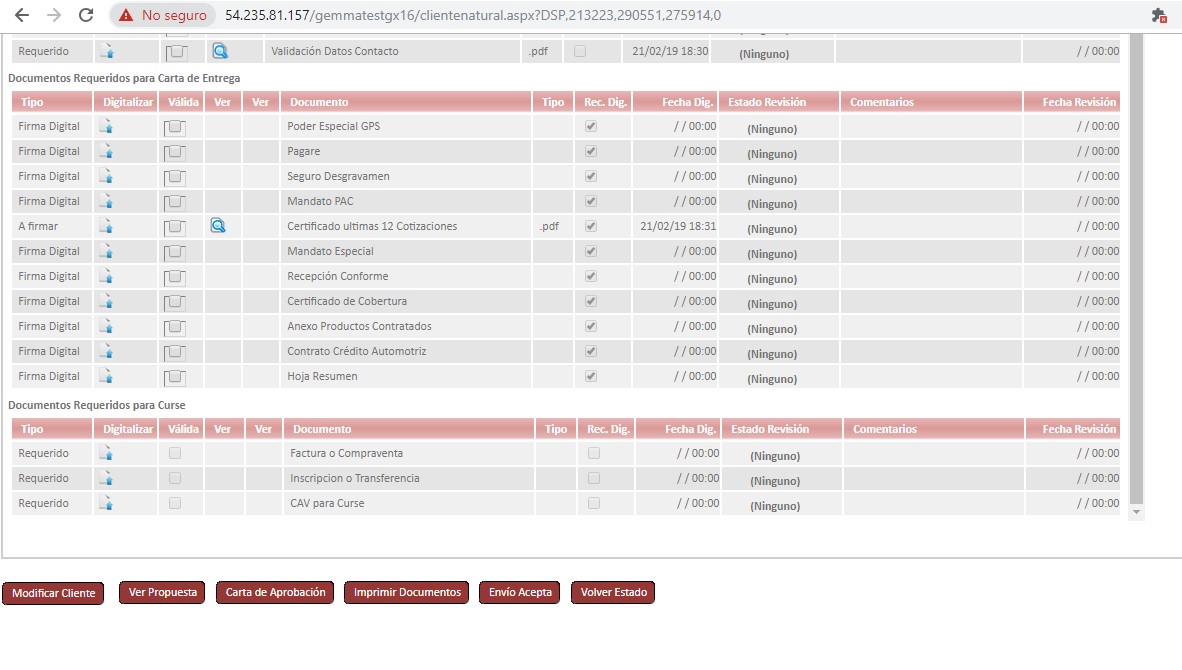 No seguro 54.235.81.157/gemmatestgx16/clientenatural.aspx?DSP,213223,290551,275914,0
Requerido Validación Datos Contacto .pdf 21/02/19 18:30 (Ninguno) / / 00:00
Documentos Requeridos para Carta de Entrega
Tipo Digitalizar Válida Ver Ver Documento Tipo Rec. Dig. Fecha Dig. Estado Revisión Comentarios Fecha Revisión
Firma Digital Poder Especial GPS / / 00:00 (Ninguno) / / 00:00
Firma Digital Pagare / / 00:00 (Ninguno) / / 00:00
Firma Digital Seguro Desgravamen / / 00:00 (Ninguno) / / 00:00
Firma Digital Mandato PAC / / 00:00 (Ninguno) / / 00:00
A firmar Certificado ultimas 12 Cotizaciones .pdf 21/02/19 18:31 (Ninguno) / / 00:00
Firma Digital Mandato Especial / / 00:00 (Ninguno) / / 00:00
Firma Digital Recepción Conforme / / 00:00 (Ninguno) / / 00:00
Firma Digital Certificado de Cobertura / / 00:00 (Ninguno) / / 00:00
Firma Digital Anexo Productos Contratados / / 00:00 (Ninguno) / / 00:00
Firma Digital Contrato Crédito Automotriz / / 00:00 (Ninguno) / / 00:00
Firma Digital Hoja Resumen / / 00:00 (Ninguno) / / 00:00
Documentos Requeridos para Curse
Tipo Digitalizar Válida Ver Ver Documento Tipo Rec. Dig. Fecha Dig. Estado Revisión Comentarios Fecha Revisión
Requerido Factura o Compraventa / / 00:00 (Ninguno) / / 00:00
Requerido Inscripcion o Transferencia / / 00:00 (Ninguno) / / 00:00
Requerido CAV para Curse / / 00:00 (Ninguno) / / 00:00
Modificar Cliente Ver Propuesta Carta de Aprobación Imprimir Documentos Envío Acepta Volver Estado